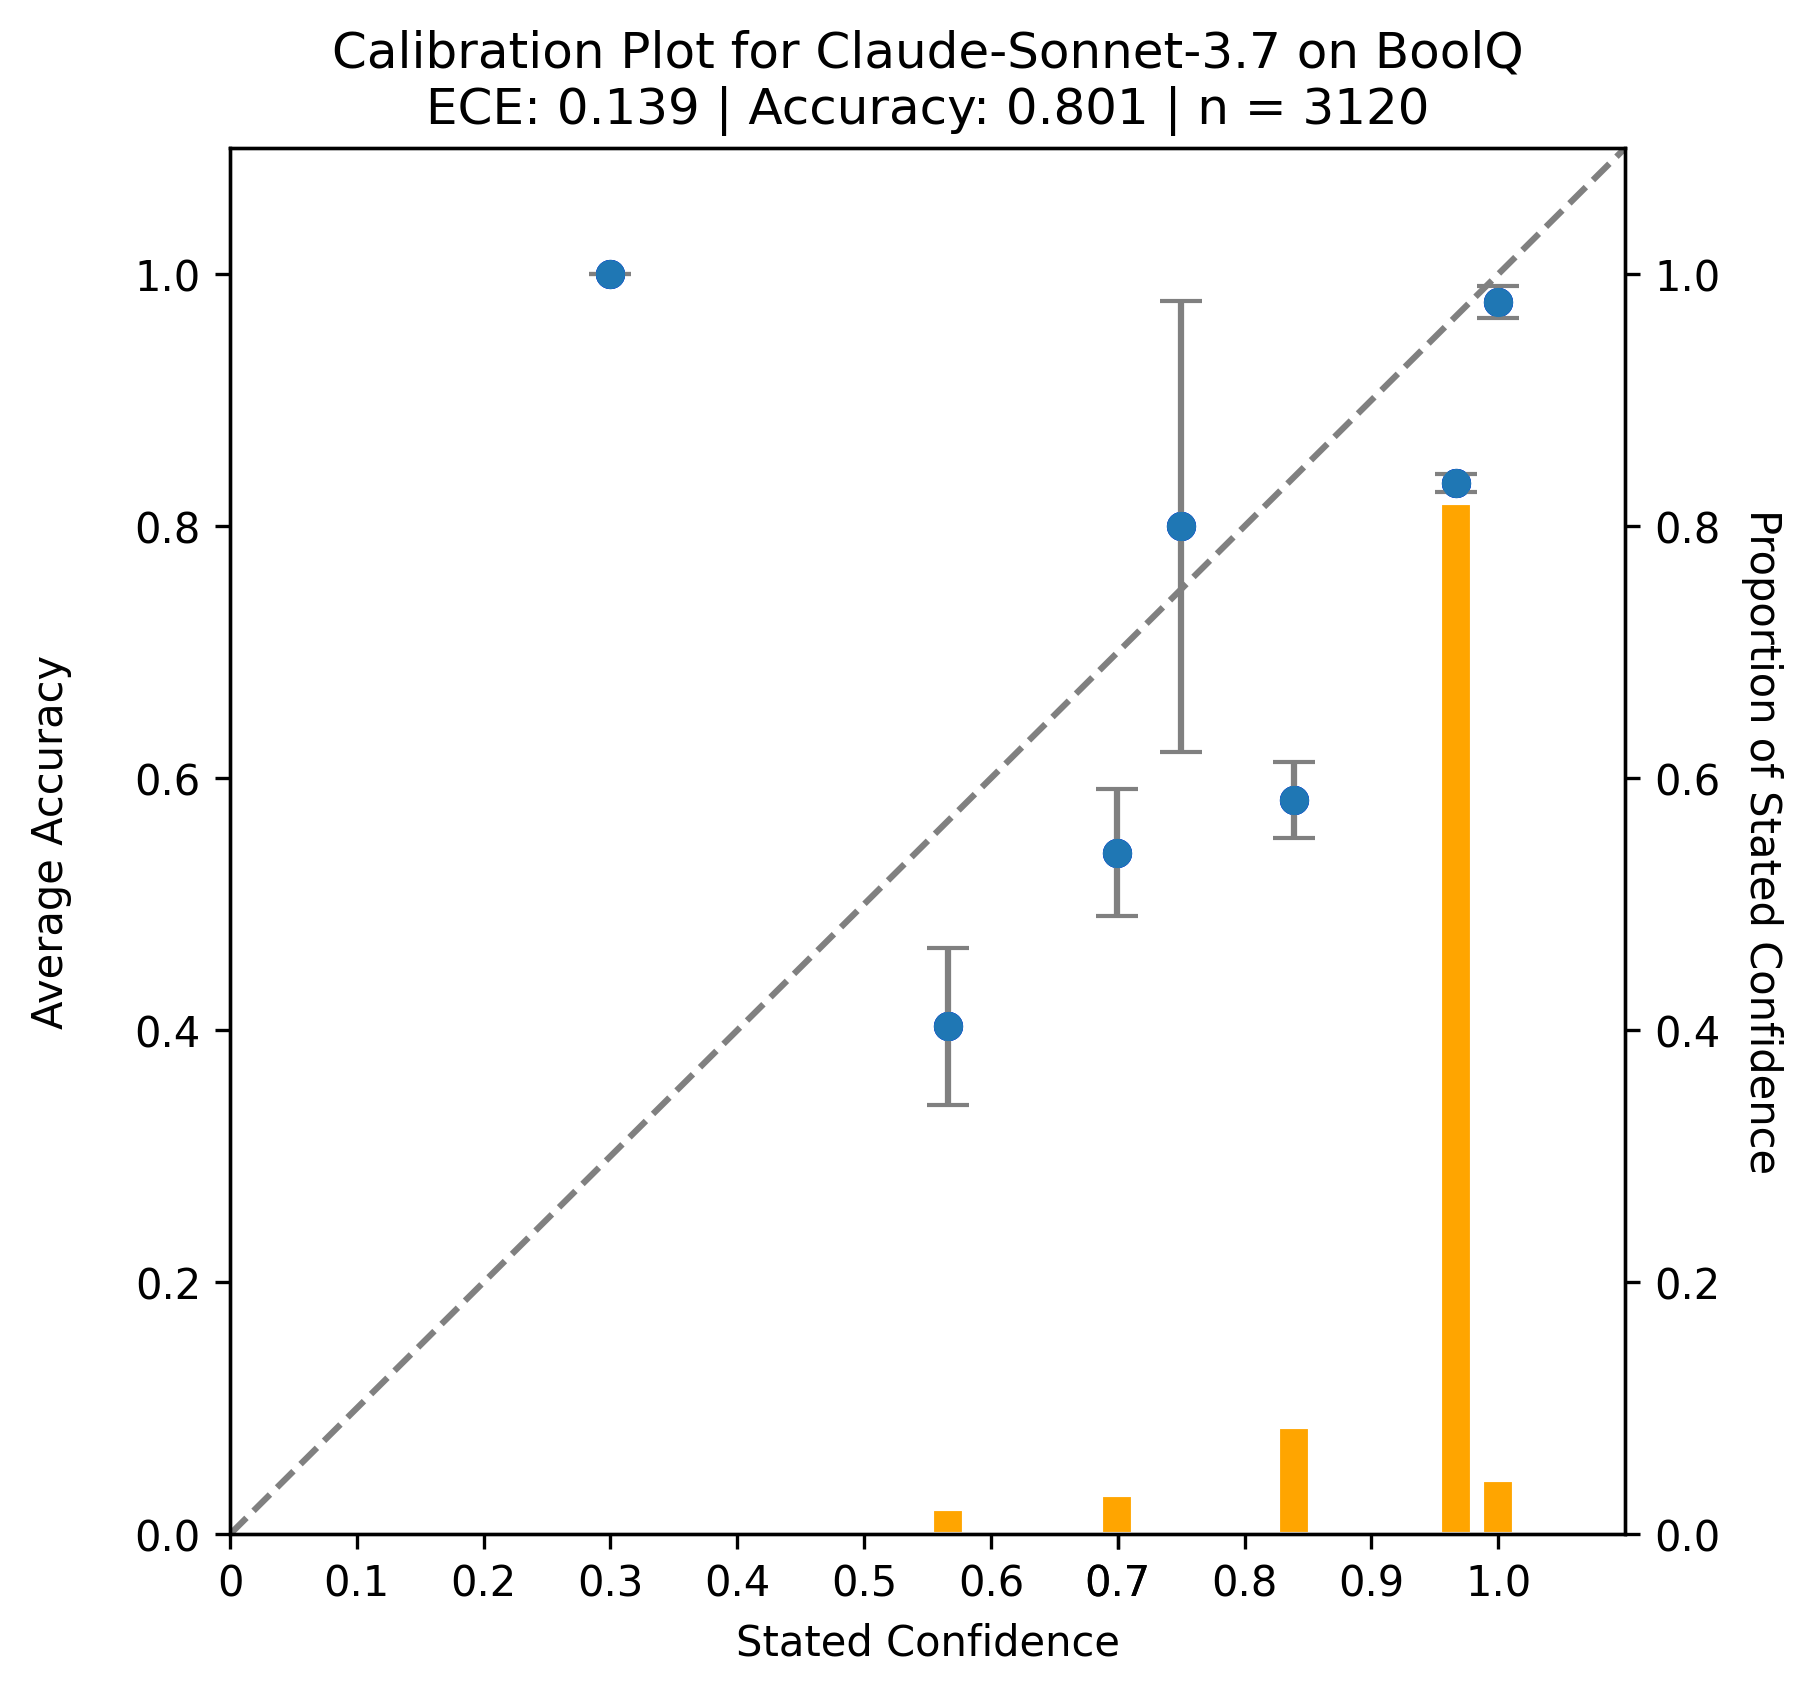 Calibration Plot for Claude-Sonnet-3.7 on BoolQ
ECE: 0.139 | Accuracy: 0.801 | n = 3120
Average Accuracy
1.0
0.8
0.6
0.4
0.2
0.0
1.0
0.8
0.6
0.4
0.2
0.0
Proportion of Stated Confidence
0 0.1 0.2 0.3 0.4 0.5 0.6 0.7 0.8 0.9 1.0
Stated Confidence